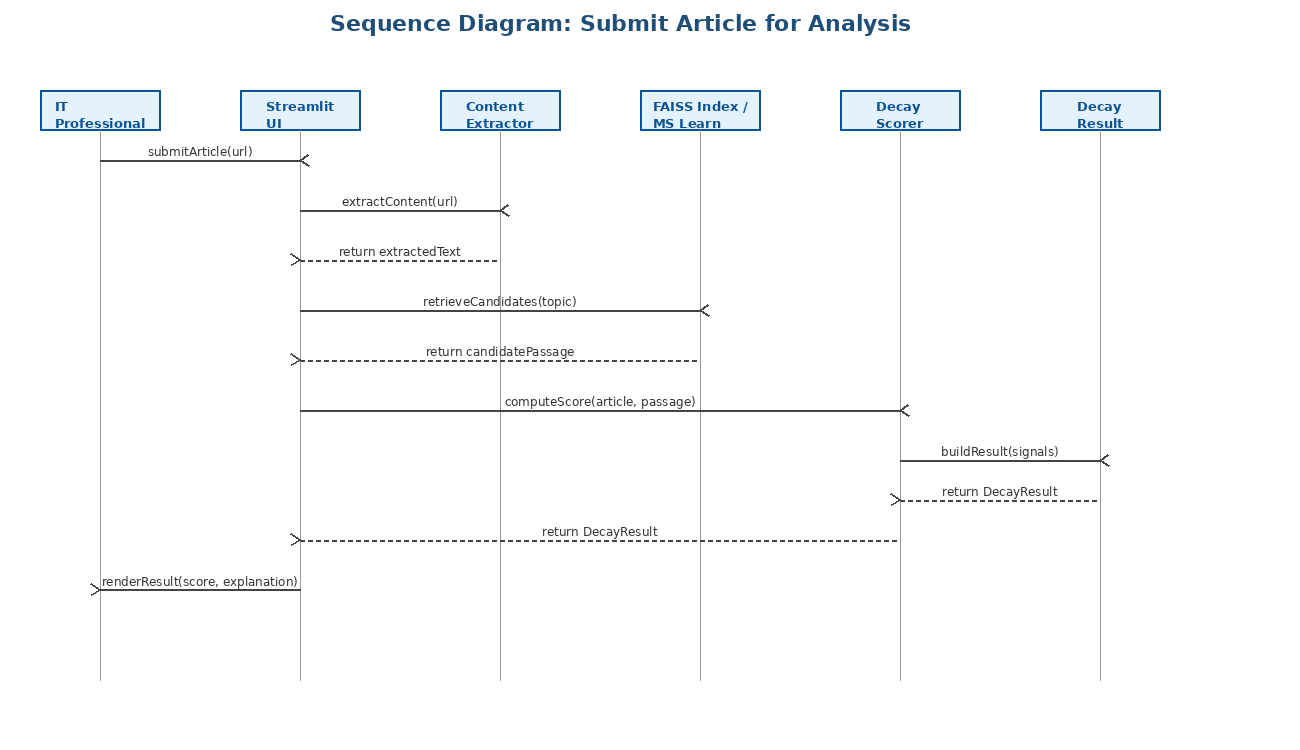 Sequence Diagram: Submit Article for Analysis
IT
Professional
Streamlit
UI
Content
Extractor
FAISS Index /
MS Learn
Decay
Scorer
Decay
Result
submitArticle(url)
extractContent(url)
return extractedText
retrieveCandidates(topic)
return candidatePassage
computeScore(article, passage)
buildResult(signals)
return DecayResult
return DecayResult
renderResult(score, explanation)